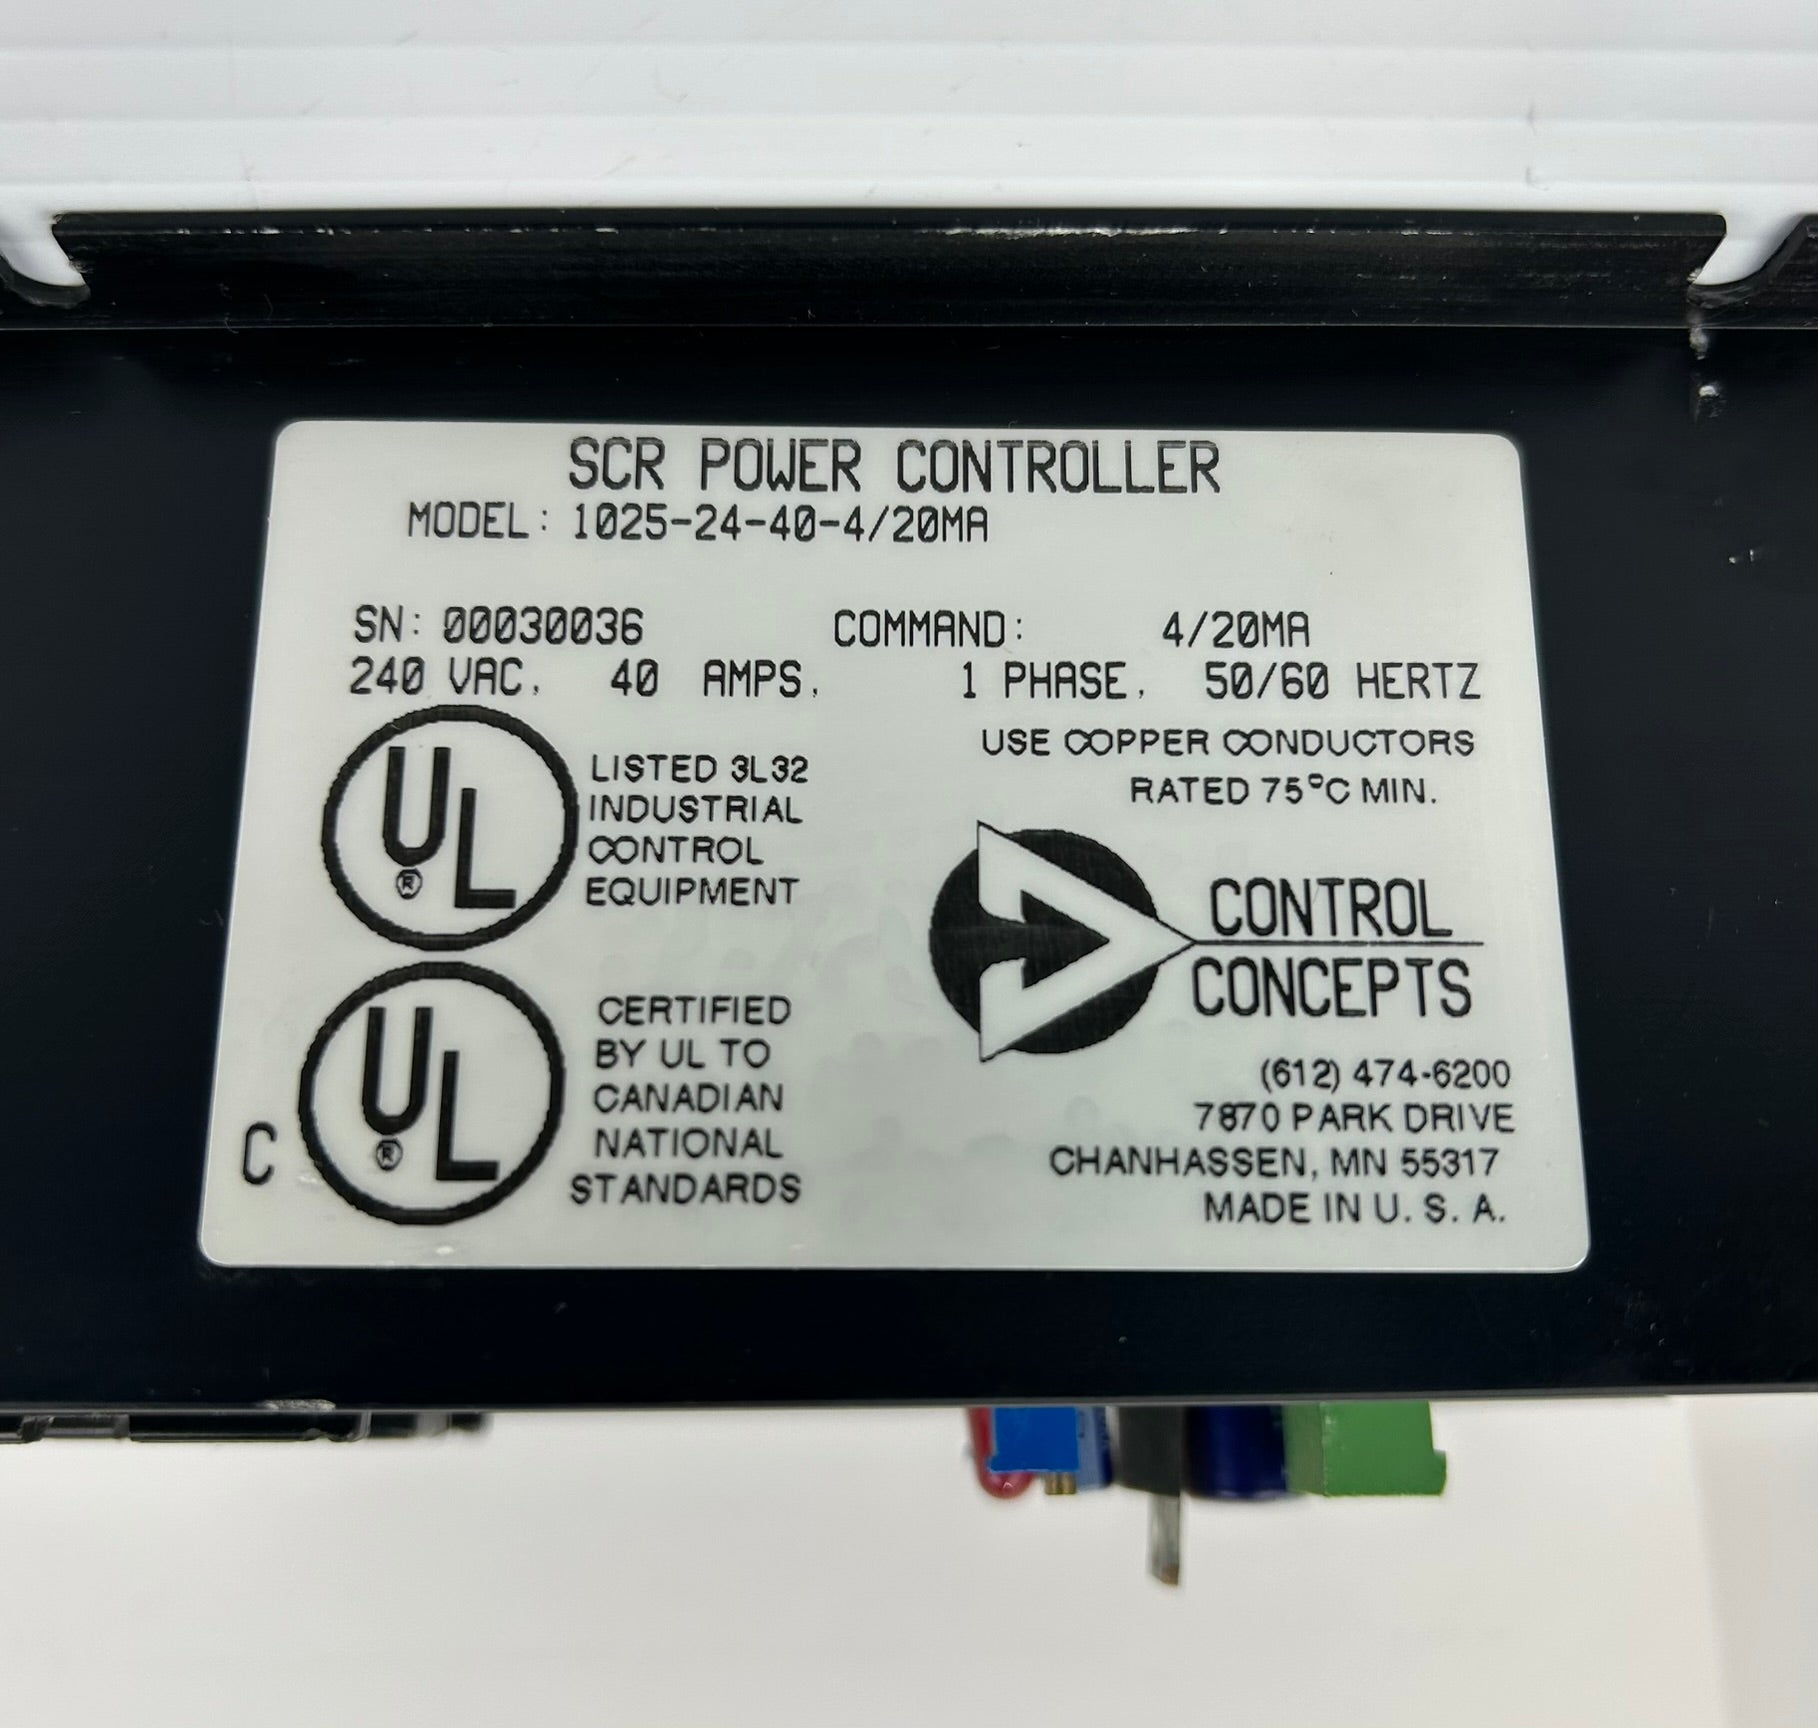 SCR POWER CONTROLLER
MODEL: 1025-24-40-4/20MA
SN: 00030036 COMMAND: 4/20MA
240 VAC, 40 AMPS, 1 PHASE, 50/60 HERTZ
USE COPPER CONDUCTORS
RATED 75°C MIN.
UL ®
LISTED 3L32
INDUSTRIAL
CONTROL
EQUIPMENT
C UL ®
CERTIFIED
BY UL TO
CANADIAN
NATIONAL
STANDARDS
CONTROL
CONCEPTS
(612) 474-6200
7870 PARK DRIVE
CHANHASSEN, MN 55317
MADE IN U. S. A.